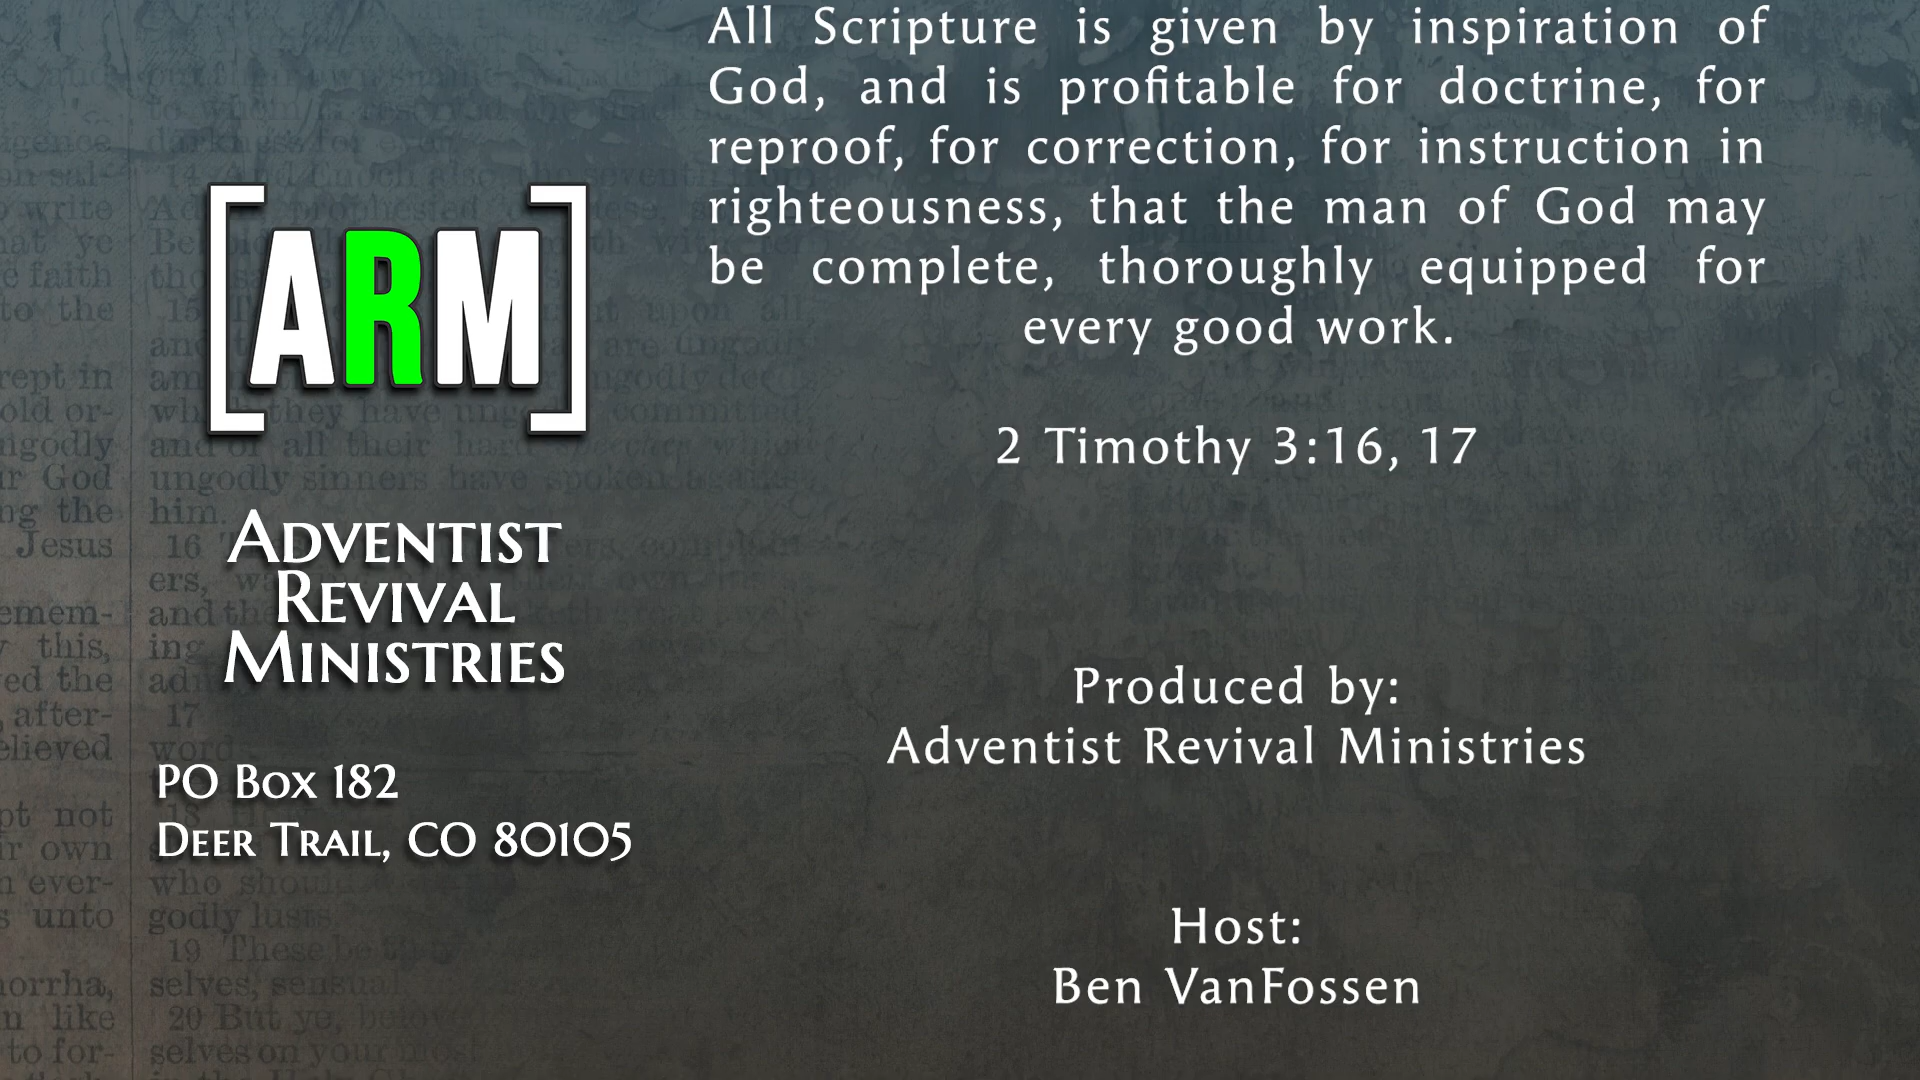 [ARM]
Adventist
Revival
Ministries
PO Box 182
Deer Trail, CO 80105
All Scripture is given by inspiration of
God, and is profitable for doctrine, for
reproof, for correction, for instruction in
righteousness, that the man of God may
be complete, thoroughly equipped for
every good work.
2 Timothy 3:16, 17
Produced by:
Adventist Revival Ministries
Host:
Ben VanFossen